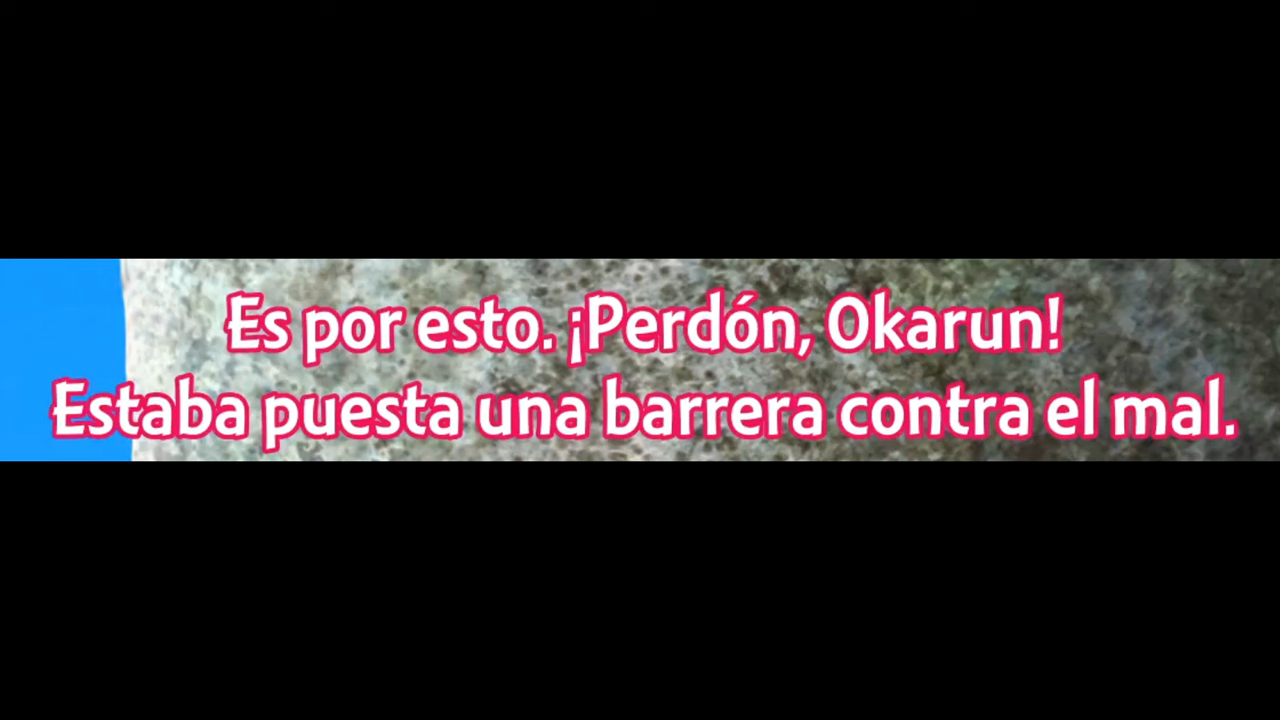 Es por esto. ¡Perdón, Okarun!
Estaba puesta una barrera contra el mal.